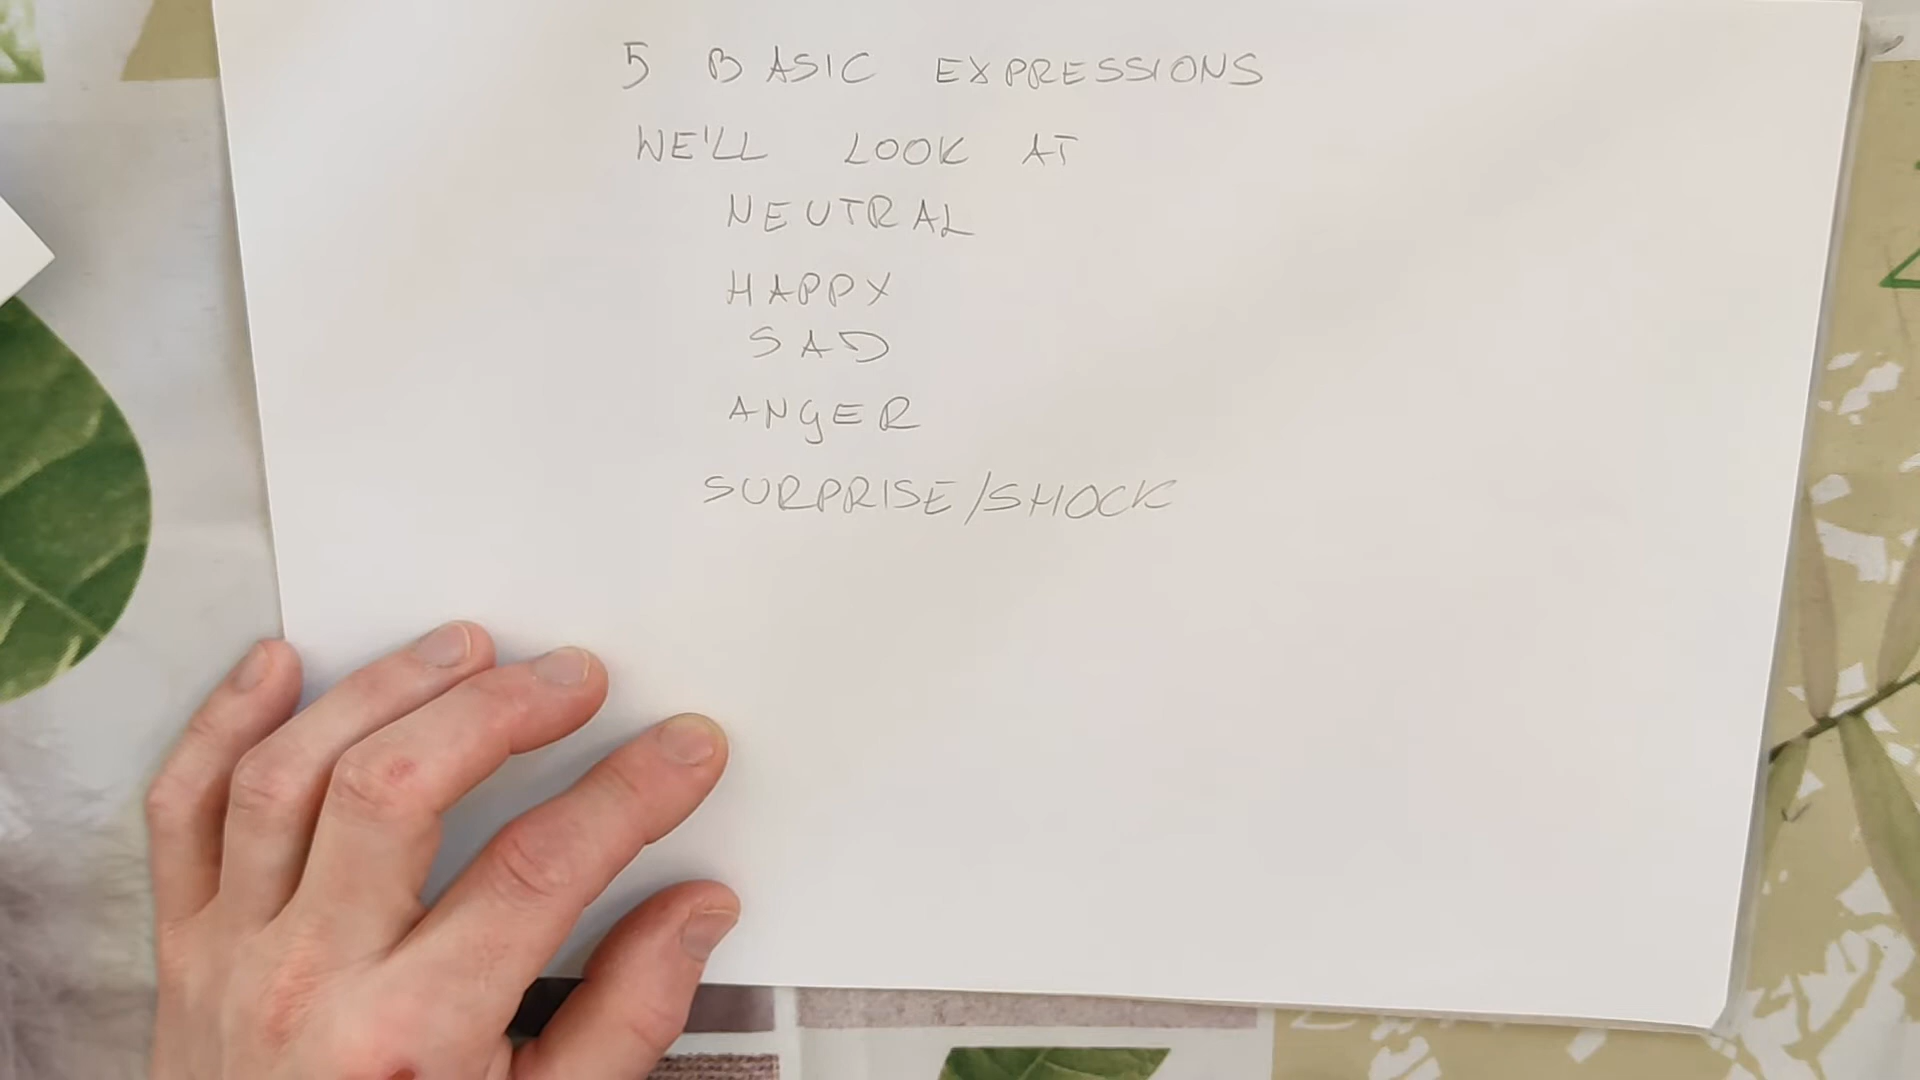 5 BASIC EXPRESSIONS
WE'LL LOOK AT
NEUTRAL
HAPPY
SAD
ANGER
SURPRISE/SHOCK